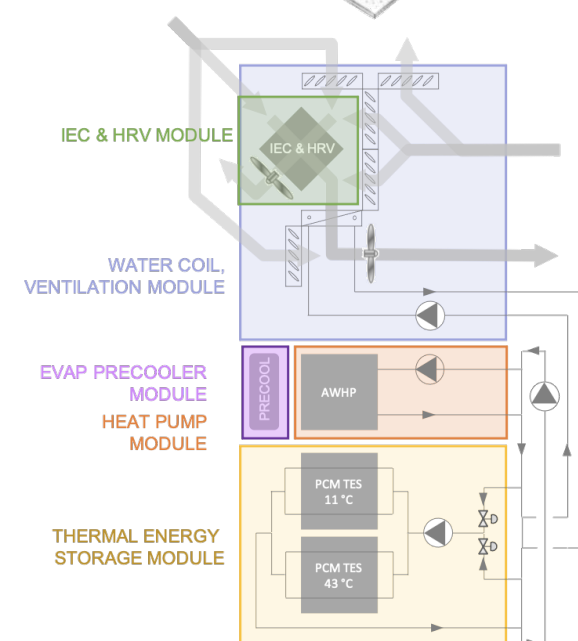 IEC & HRV MODULE
IEC & HRV
WATER COIL,
VENTILATION MODULE
EVAP PRECOOLER
MODULE
HEAT PUMP
MODULE
PRECOOL
AWHP
THERMAL ENERGY
STORAGE MODULE
PCM TES
11 °C
PCM TES
43 °C